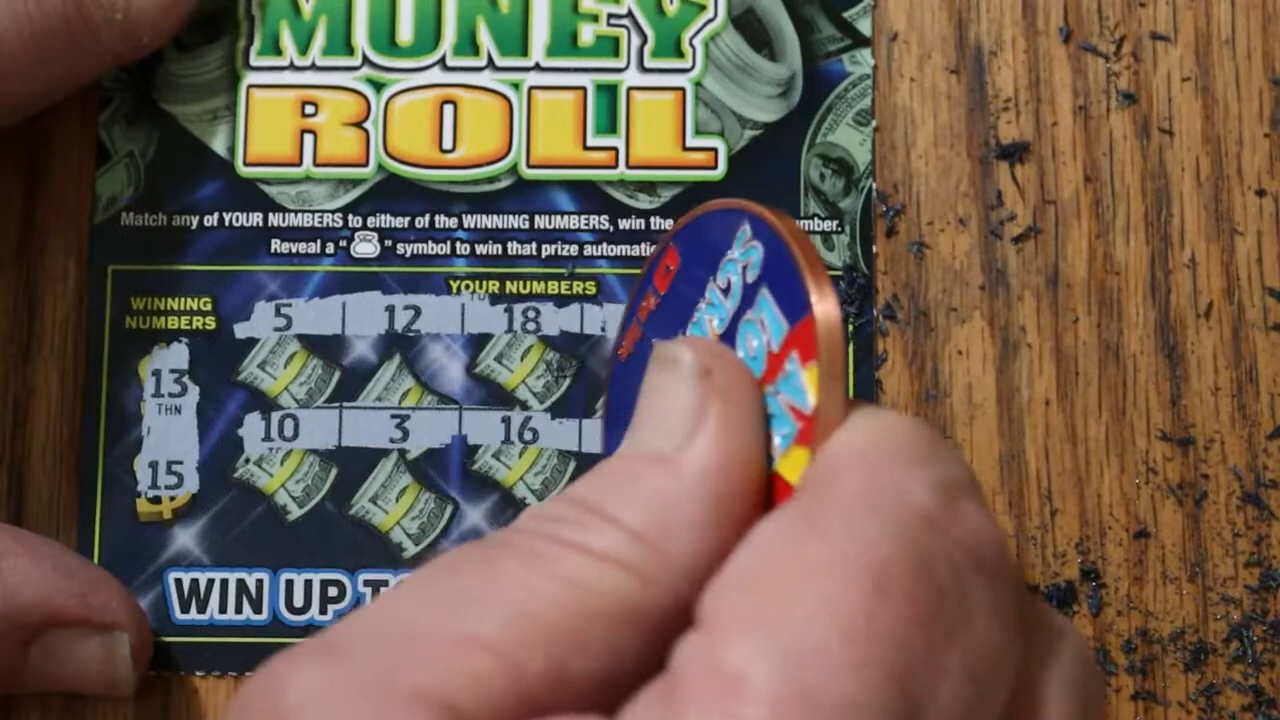 MONEY
ROLL
Match any of YOUR NUMBERS to either of the WINNING NUMBERS, win the
Reveal a " " symbol to win that prize
YOUR NUMBERS
WINNING
NUMBERS
5 12 18
13
THN
10 3 16
15
WIN UP